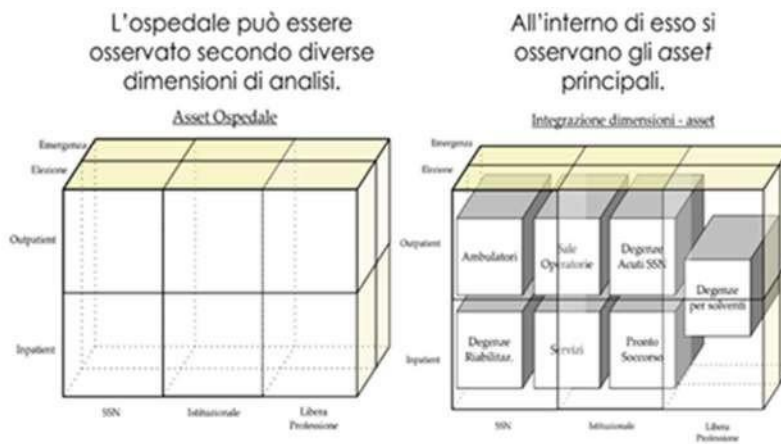 L'ospedale può essere
osservato secondo diverse
dimensioni di analisi.
Asset Ospedale
Emergenza
Elezione
Outpatient
Inpatient
SSN
Istituzionale
Libera
Professione
All'interno di esso si
osservano gli asset
principali.
Integrazione dimensioni - asset
Emergenza
Elezione
Outpatient
Inpatient
Ambulatori
Sale
Operatorie
Degenze
Acuti SSN
Degenze
per solventi
Degenze
Riabilitaz.
Servizi
Pronto
Soccorso
SSN
Istituzionale
Libera
Professione